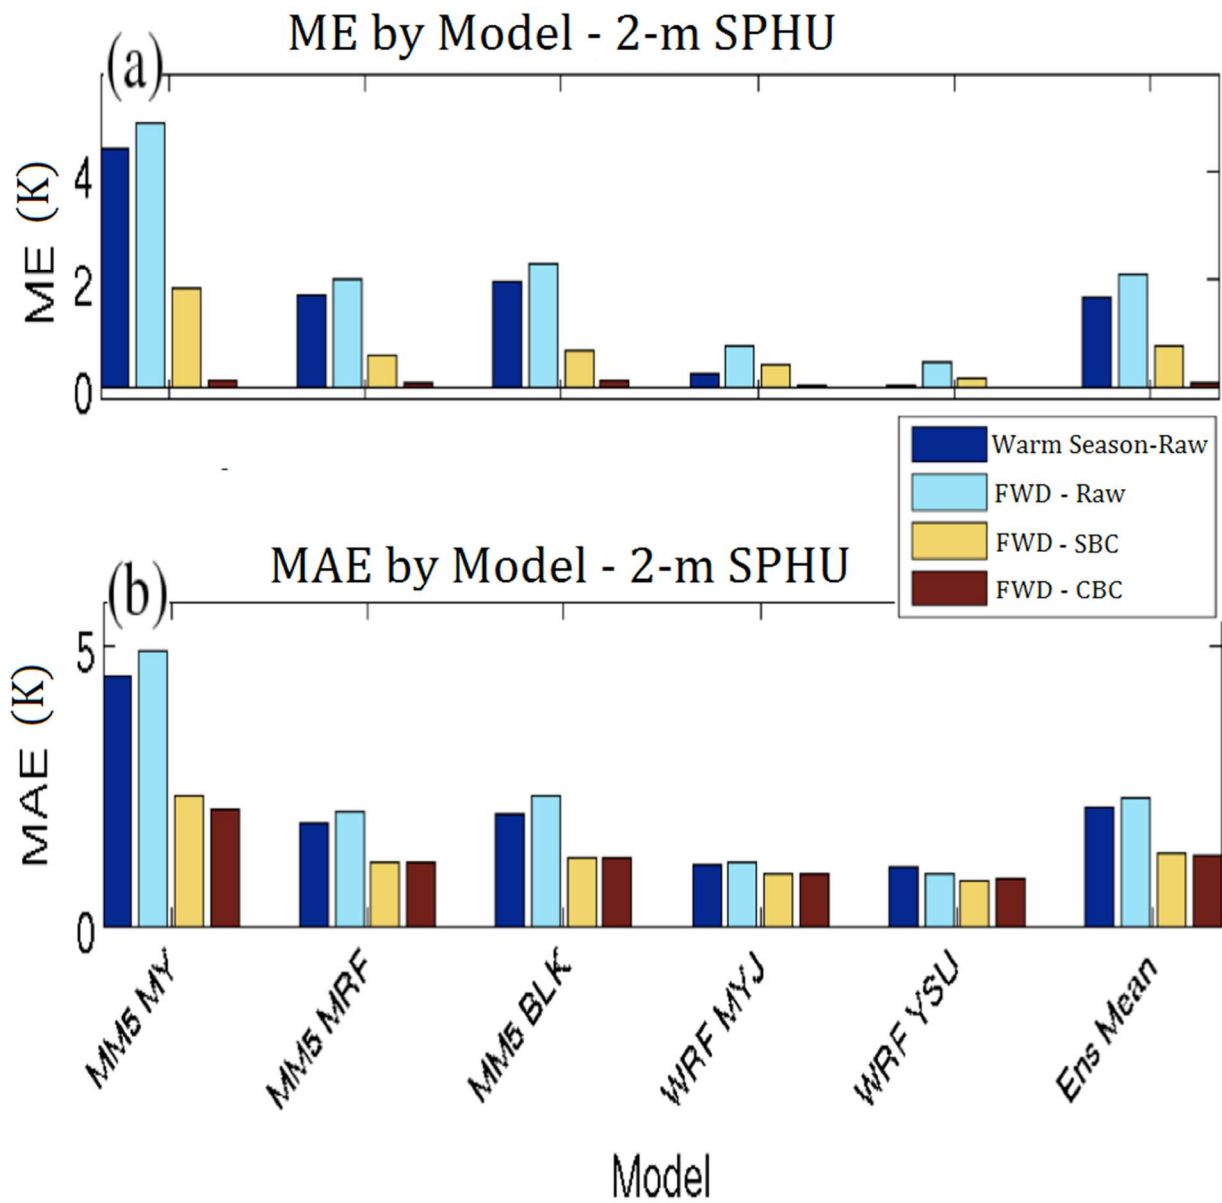 ME by Model - 2-m SPHU
(a)
ME (K)
4
2
0
Warm Season-Raw
FWD - Raw
FWD - SBC
FWD - CBC
MAE by Model - 2-m SPHU
(b)
MAE (K)
5
0
MM5 MY
MM5 MRF
MM5 BLK
WRF MYJ
WRF YSU
Ens Mean
Model